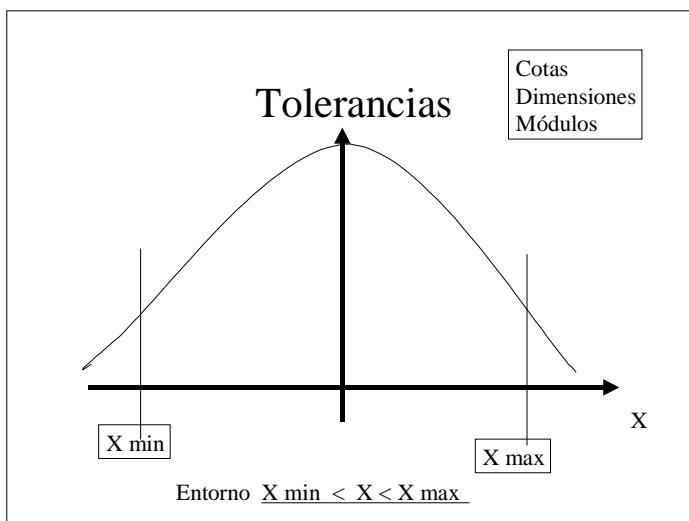 Cotas
Dimensiones
Módulos
Tolerancias
X
X min
X max
Entorno X min < X < X max